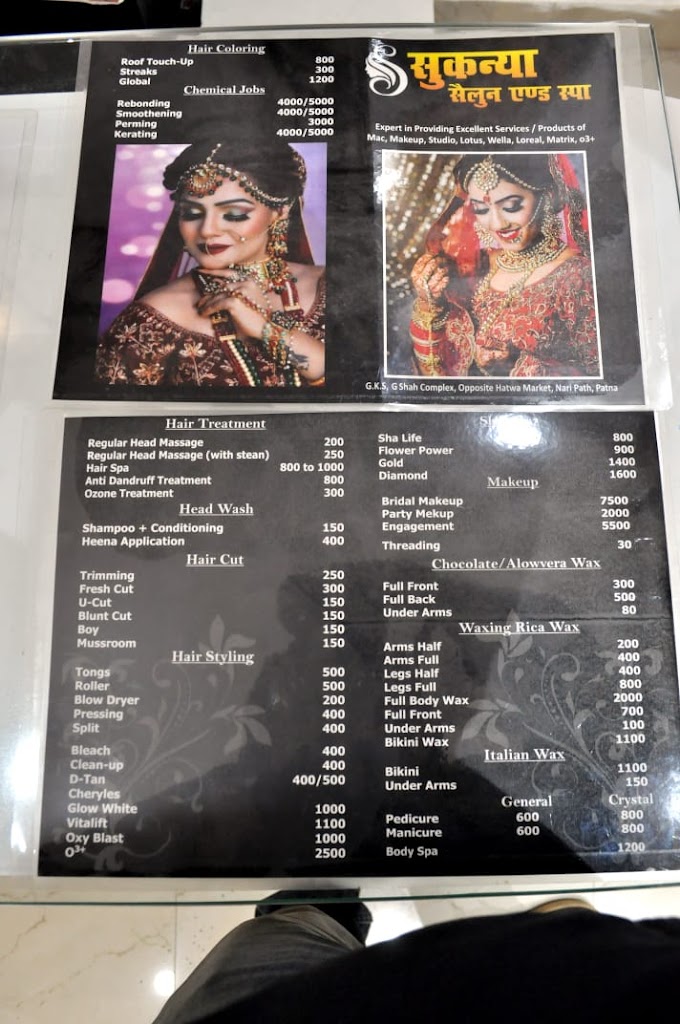 Hair Coloring
Roof Touch-Up 800
Streaks 300
Global 1200
Chemical Jobs
Rebonding 4000/5000
Smoothening 4000/5000
Perming 3000
Kerating 4000/5000
सुकन्या
सैलुन एण्ड स्पा
Expert in Providing Excellent Services / Products of
Mac, Makeup, Studio, Lotus, Wella, Loreal, Matrix, o3+
G.K.S, G Shah Complex, Opposite Hatwa Market, Nari Path, Patna
Hair Treatment
Regular Head Massage 200
Regular Head Massage (with stean) 250
Hair Spa 800 to 1000
Anti Dandruff Treatment 800
Ozone Treatment 300
Head Wash
Shampoo + Conditioning 150
Heena Application 400
Hair Cut
Trimming 250
Fresh Cut 300
U-Cut 150
Blunt Cut 150
Boy 150
Mussroom 150
Hair Styling
Tongs 500
Roller 500
Blow Dryer 200
Pressing 400
Split 400
Bleach 400
Clean-up 400
D-Tan 400/500
Cheryles
Glow White 1000
Vitalift 1100
Oxy Blast 1000
O3+ 2500
Sha Life 800
Flower Power 900
Gold 1400
Diamond 1600
Makeup
Bridal Makeup 7500
Party Mekup 2000
Engagement 5500
Threading 30
Chocolate/Alowvera Wax
Full Front 300
Full Back 500
Under Arms 80
Waxing Rica Wax
Arms Half 200
Arms Full 400
Legs Half 400
Legs Full 800
Full Body Wax 2000
Full Front 700
Under Arms 100
Bikini Wax 1100
Italian Wax
Bikini 1100
Under Arms 150
General Crystal
Pedicure 600 800
Manicure 600 800
Body Spa 1200